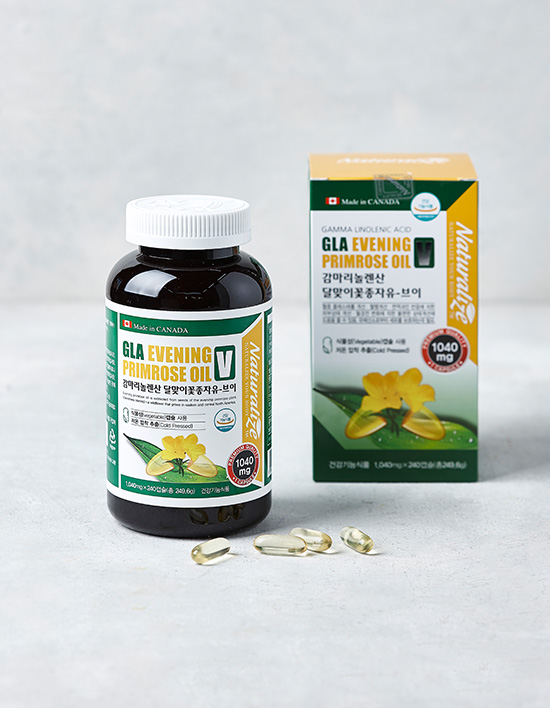 Made in CANADA
GLA EVENING
PRIMROSE OIL V
감마리놀렌산 달맞이꽃종자유-브이
식물성(Vegetable)캡슐 사용
저온 압착 추출(Cold Pressed)
PREMIUM QUALITY
1040
mg
1,040mg × 240캡슐(총 249.6g) 건강기능식품
Naturalize
Naturalize
Made in CANADA
GAMMA LINOLENIC ACID
GLA EVENING
PRIMROSE OIL V
감마리놀렌산
달맞이꽃종자유-브이
식물성(Vegetable)캡슐 사용
저온 압착 추출(Cold Pressed)
Naturalize
PREMIUM QUALITY
1040
mg
건강기능식품 1,040mg × 240캡슐(총 249.6g)